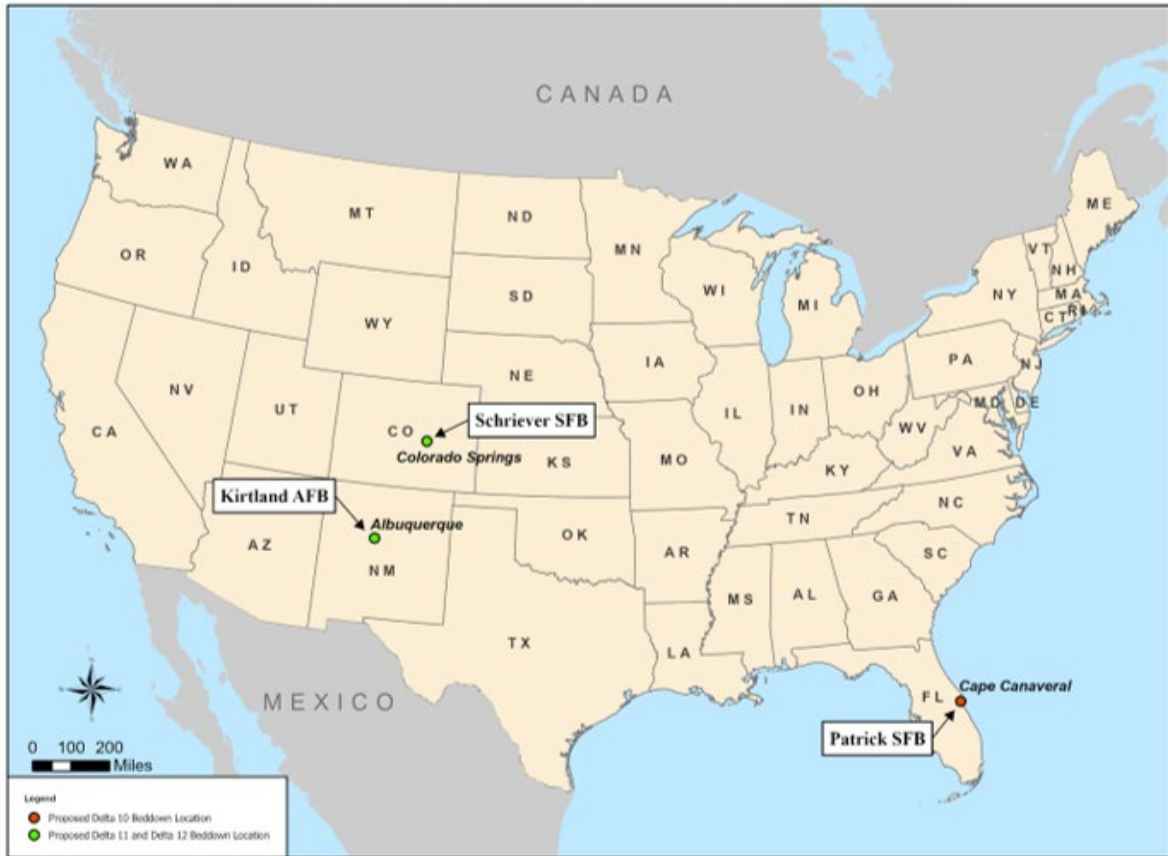 CANADA
WA
MT
ND
MN
ME
VT
NH
OR
ID
SD
WI
MI
NY
MA
CT
RI
WY
IA
NE
PA
NJ
NV
UT
OH
IL
IN
MD
DE
CA
CO
Schriever SFB
WV
VA
Colorado Springs
KS
MO
KY
Kirtland AFB
Albuquerque
NC
TN
AZ
NM
OK
AR
SC
MS
AL
GA
TX
LA
MEXICO
FL
Cape Canaveral
Patrick SFB
0 100 200
Miles
Legend
Proposed Delta 10 Beddown Location
Proposed Delta 11 and Delta 12 Beddown Location